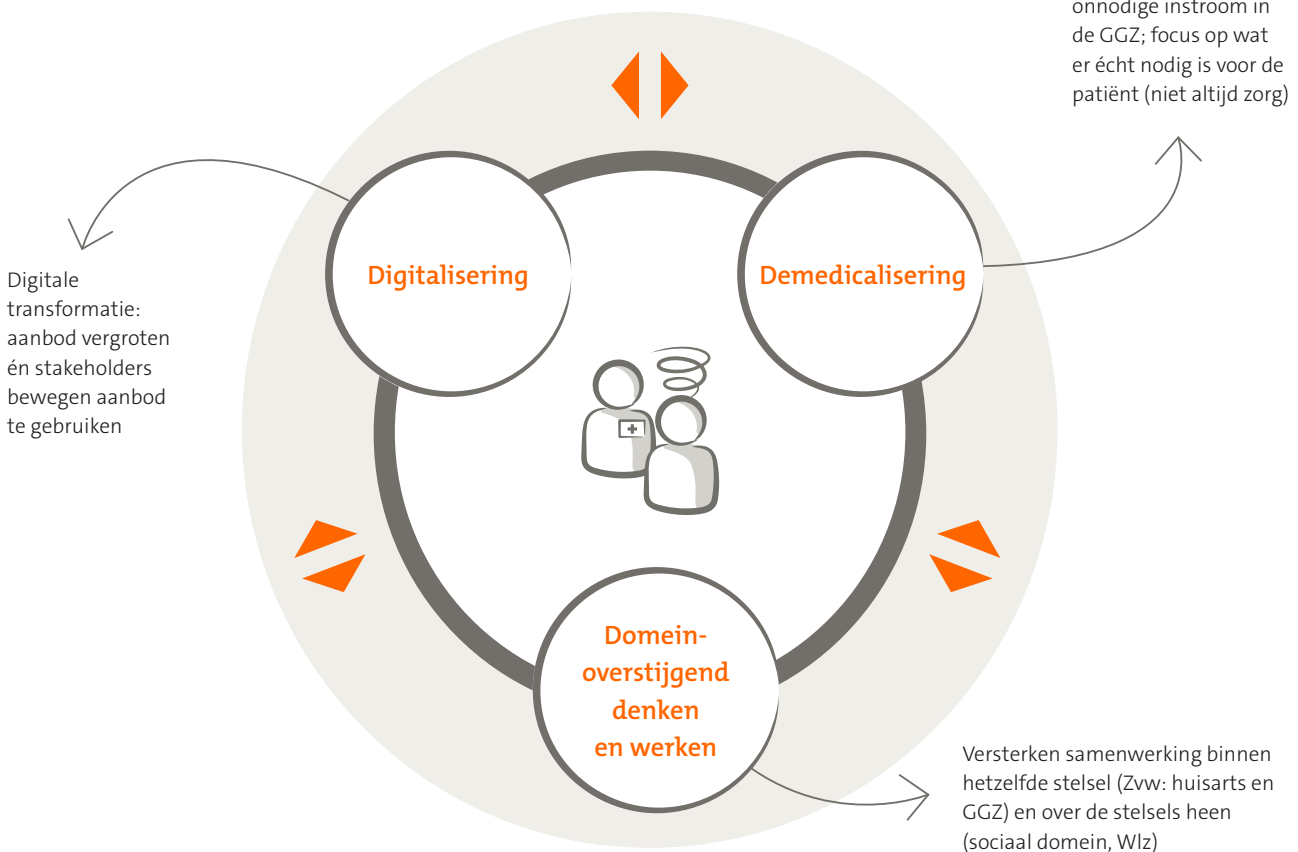 onnodige instroom in
de GGZ; focus op wat
er écht nodig is voor de
patiënt (niet altijd zorg)
Digitalisering
Demedicalisering
Digitale
transformatie:
aanbod vergroten
én stakeholders
bewegen aanbod
te gebruiken
Domein-
overstijgend
denken
en werken
Versterken samenwerking binnen
hetzelfde stelsel (Zvw: huisarts en
GGZ) en over de stelsels heen
(sociaal domein, Wlz)